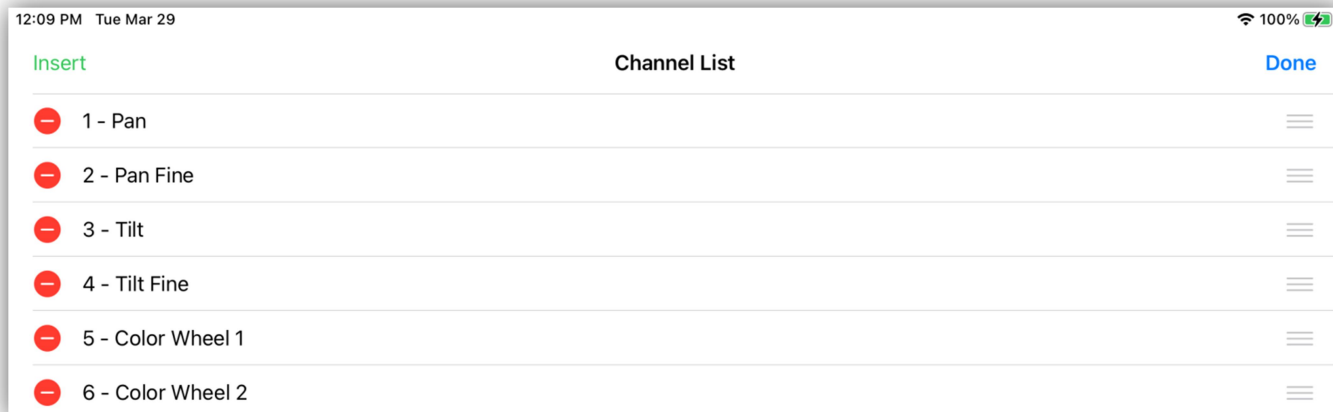 12:09 PM Tue Mar 29 100%
Insert Channel List Done
1 - Pan
2 - Pan Fine
3 - Tilt
4 - Tilt Fine
5 - Color Wheel 1
6 - Color Wheel 2